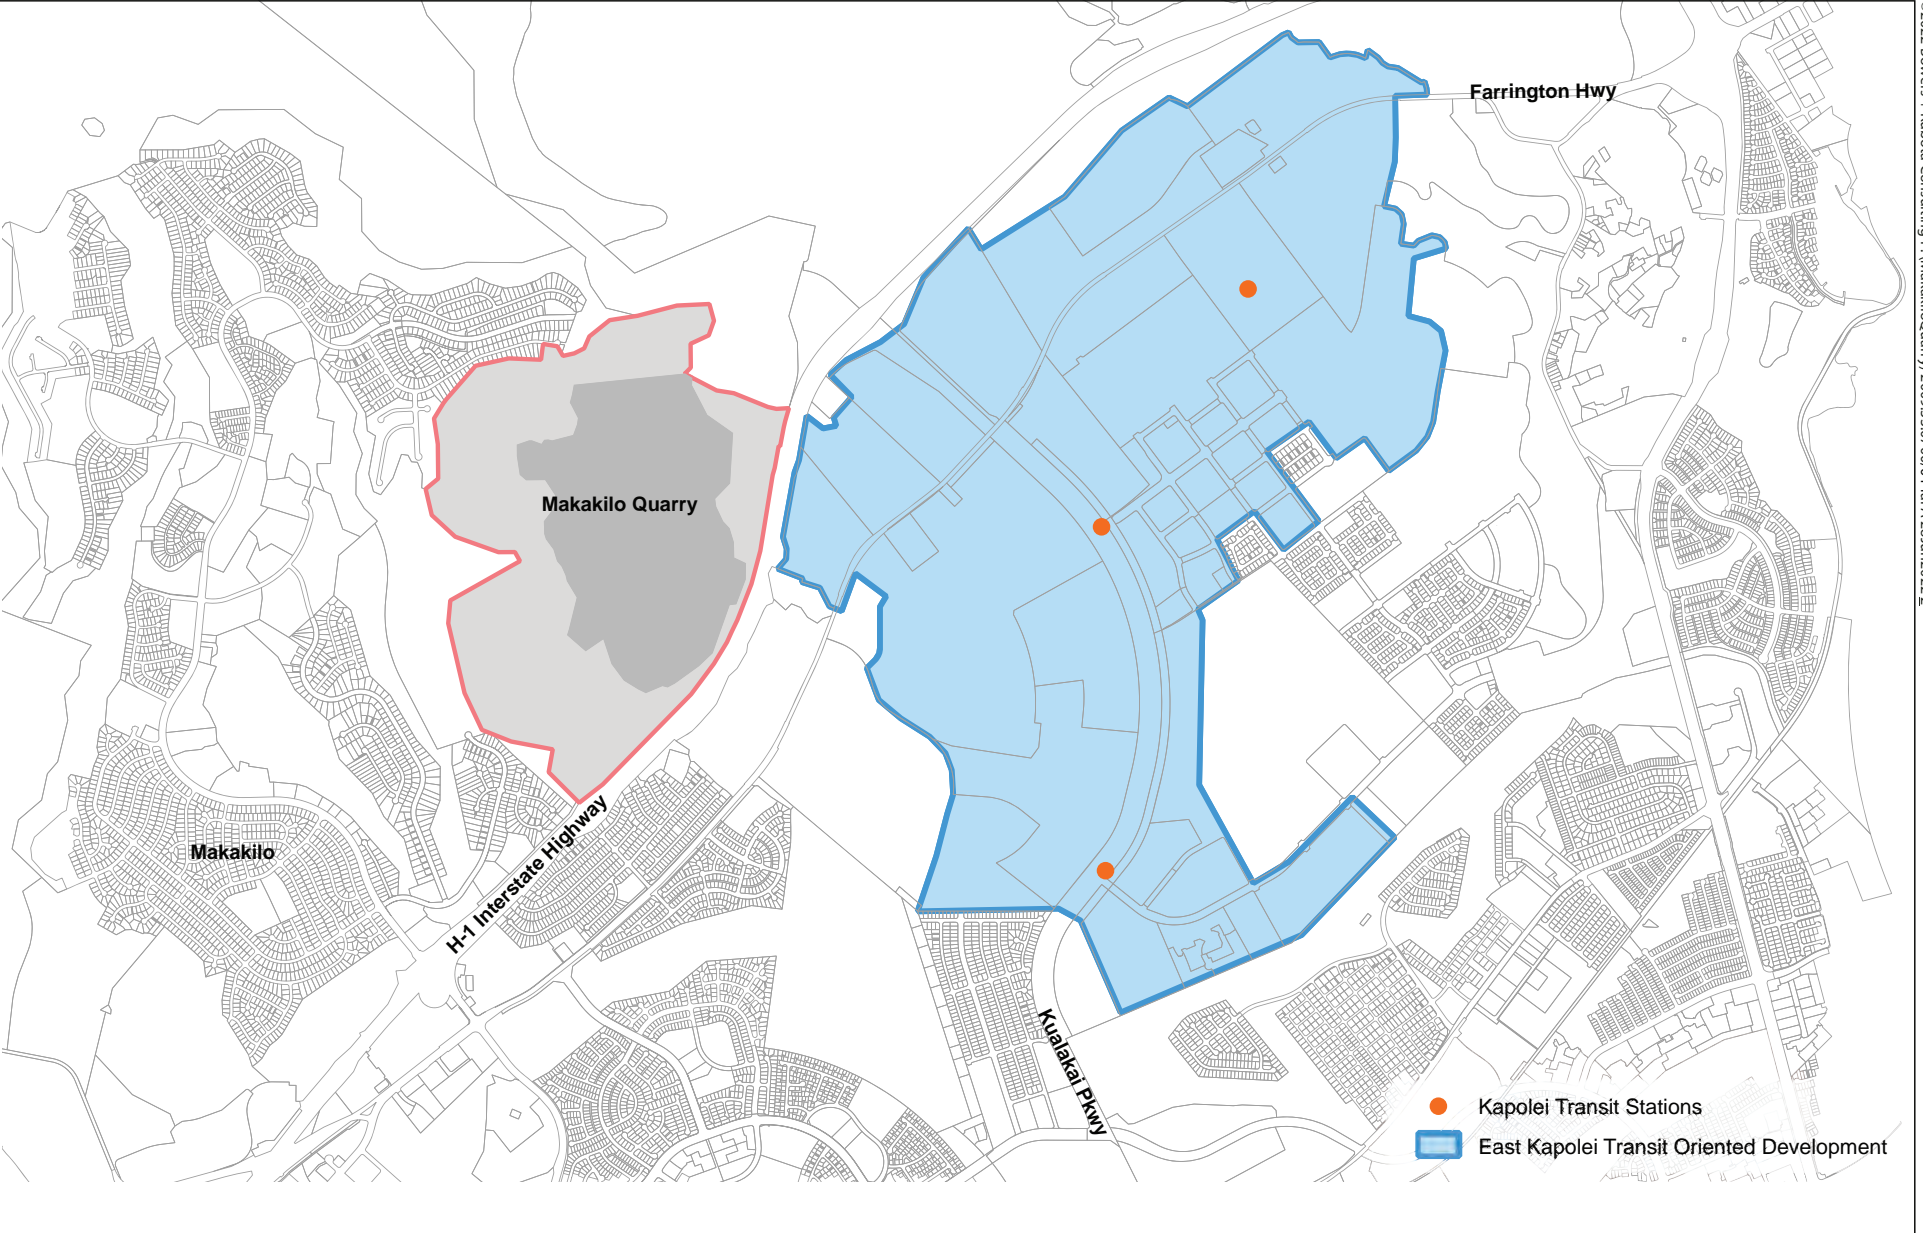 Farrington Hwy
Makakilo Quarry
Makakilo
H-1 Interstate Highway
Kualakai Pkwy
Kapolei Transit Stations
East Kapolei Transit Oriented Development